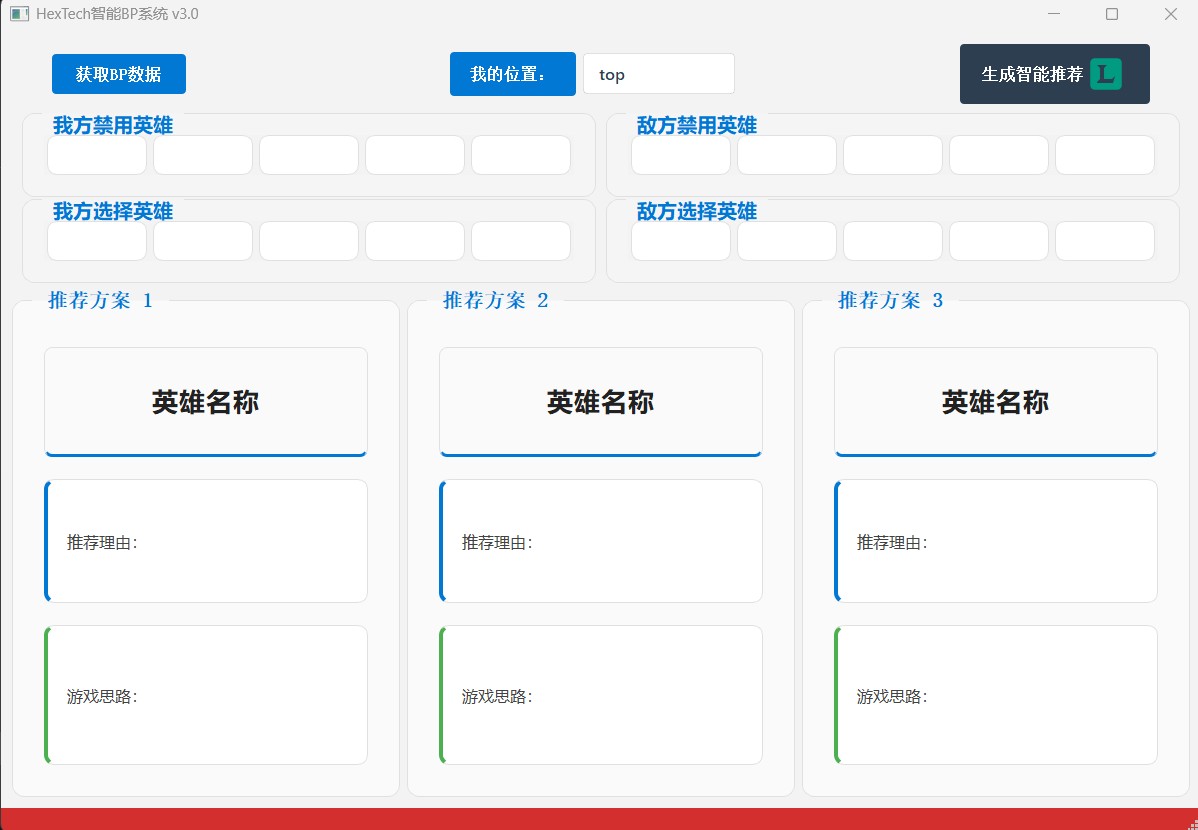 HexTech智能BP系统 v3.0
获取BP数据 我的位置: top 生成智能推荐 L
我方禁用英雄 敌方禁用英雄
我方选择英雄 敌方选择英雄
推荐方案 1 推荐方案 2 推荐方案 3
英雄名称 英雄名称 英雄名称
推荐理由: 推荐理由: 推荐理由:
游戏思路: 游戏思路: 游戏思路: